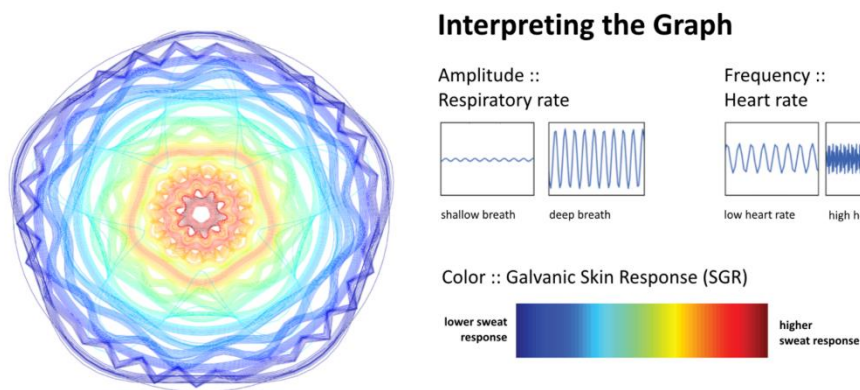 Interpreting the Graph
Amplitude ::
Respiratory rate
Frequency ::
Heart rate
shallow breath
deep breath
low heart rate
high h
Color :: Galvanic Skin Response (SGR)
lower sweat
response
higher
sweat response